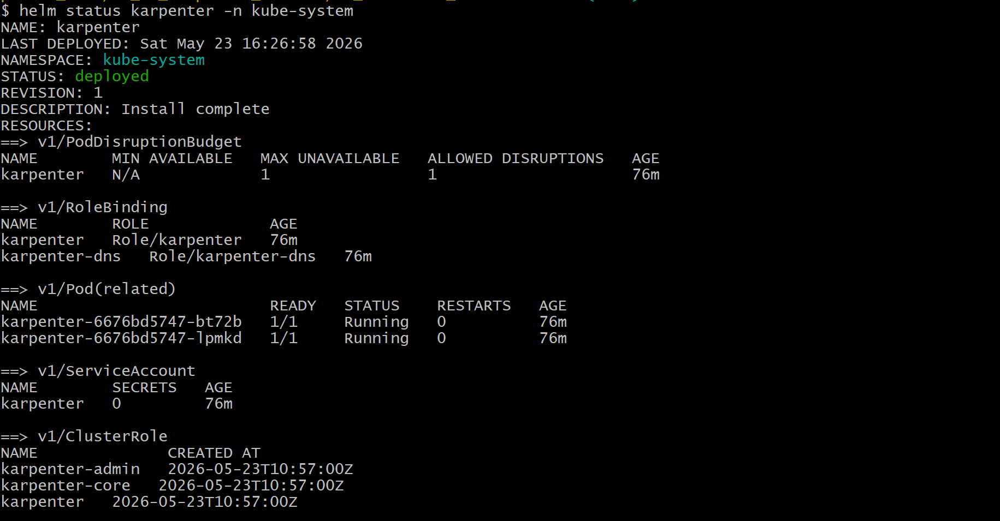 $ helm status karpenter -n kube-system
NAME: karpenter
LAST DEPLOYED: Sat May 23 16:26:58 2026
NAMESPACE: kube-system
STATUS: deployed
REVISION: 1
DESCRIPTION: Install complete
RESOURCES:
==> v1/PodDisruptionBudget
NAME        MIN AVAILABLE   MAX UNAVAILABLE   ALLOWED DISRUPTIONS   AGE
karpenter   N/A             1                 1                     76m
==> v1/RoleBinding
NAME        ROLE             AGE
karpenter   Role/karpenter   76m
karpenter-dns   Role/karpenter-dns   76m
==> v1/Pod(related)
NAME                         READY   STATUS    RESTARTS   AGE
karpenter-6676bd5747-bt72b   1/1     Running   0          76m
karpenter-6676bd5747-lpmkd   1/1     Running   0          76m
==> v1/ServiceAccount
NAME        SECRETS   AGE
karpenter   0         76m
==> v1/ClusterRole
NAME              CREATED AT
karpenter-admin   2026-05-23T10:57:00Z
karpenter-core   2026-05-23T10:57:00Z
karpenter   2026-05-23T10:57:00Z